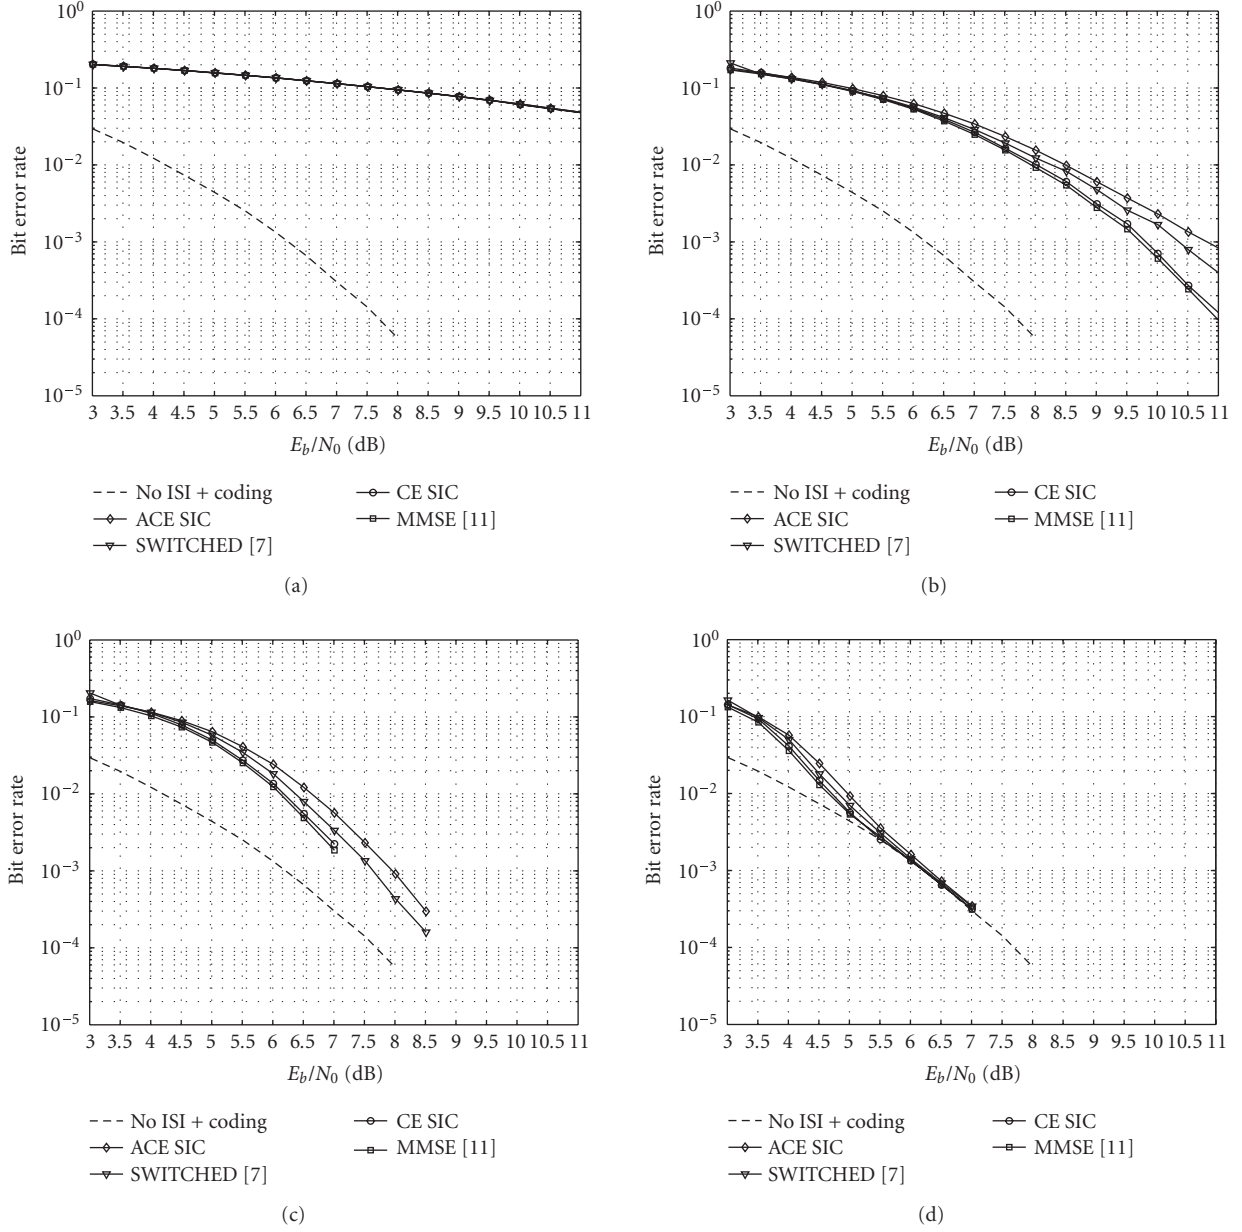 10^0
10^-1
10^-2
10^-3
10^-4
10^-5
Bit error rate
3 3.5 4 4.5 5 5.5 6 6.5 7 7.5 8 8.5 9 9.5 10 10.5 11
E_b/N_0 (dB)
No ISI + coding
ACE SIC
SWITCHED [7]
CE SIC
MMSE [11]
(a)
10^0
10^-1
10^-2
10^-3
10^-4
10^-5
Bit error rate
3 3.5 4 4.5 5 5.5 6 6.5 7 7.5 8 8.5 9 9.5 10 10.5 11
E_b/N_0 (dB)
No ISI + coding
ACE SIC
SWITCHED [7]
CE SIC
MMSE [11]
(b)
10^0
10^-1
10^-2
10^-3
10^-4
10^-5
Bit error rate
3 3.5 4 4.5 5 5.5 6 6.5 7 7.5 8 8.5 9 9.5 10 10.5 11
E_b/N_0 (dB)
No ISI + coding
ACE SIC
SWITCHED [7]
CE SIC
MMSE [11]
(c)
10^0
10^-1
10^-2
10^-3
10^-4
10^-5
Bit error rate
3 3.5 4 4.5 5 5.5 6 6.5 7 7.5 8 8.5 9 9.5 10 10.5 11
E_b/N_0 (dB)
No ISI + coding
ACE SIC
SWITCHED [7]
CE SIC
MMSE [11]
(d)